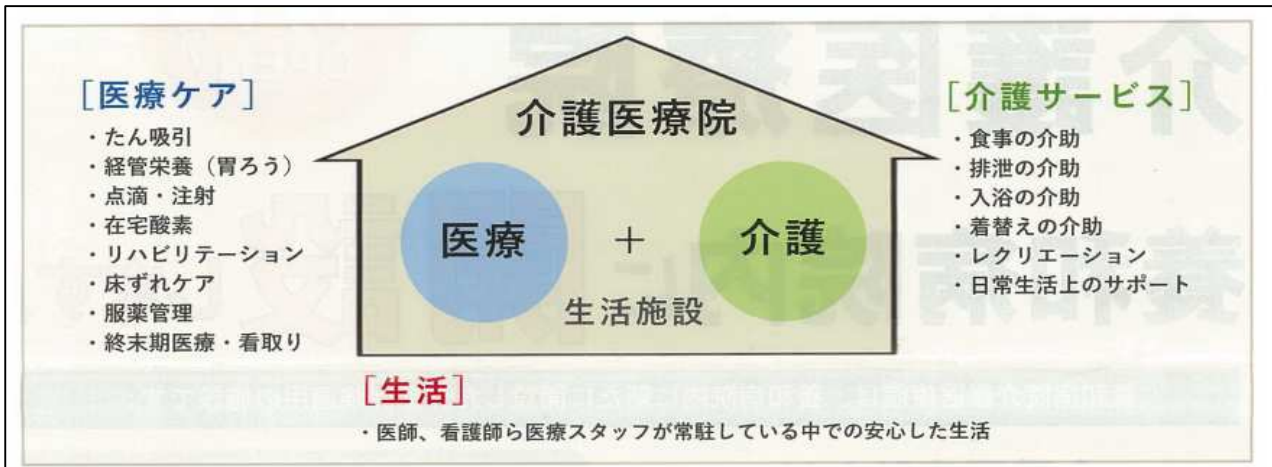 介護医療院
[医療ケア]
・たん吸引
・経管栄養（胃ろう）
・点滴・注射
・在宅酸素
・リハビリテーション
・床ずれケア
・服薬管理
・終末期医療・看取り
医療
+
介護
生活施設
[介護サービス]
・食事の介助
・排泄の介助
・入浴の介助
・着替えの介助
・レクリエーション
・日常生活上のサポート
[生活]
・医師、看護師ら医療スタッフが常駐している中での安心した生活